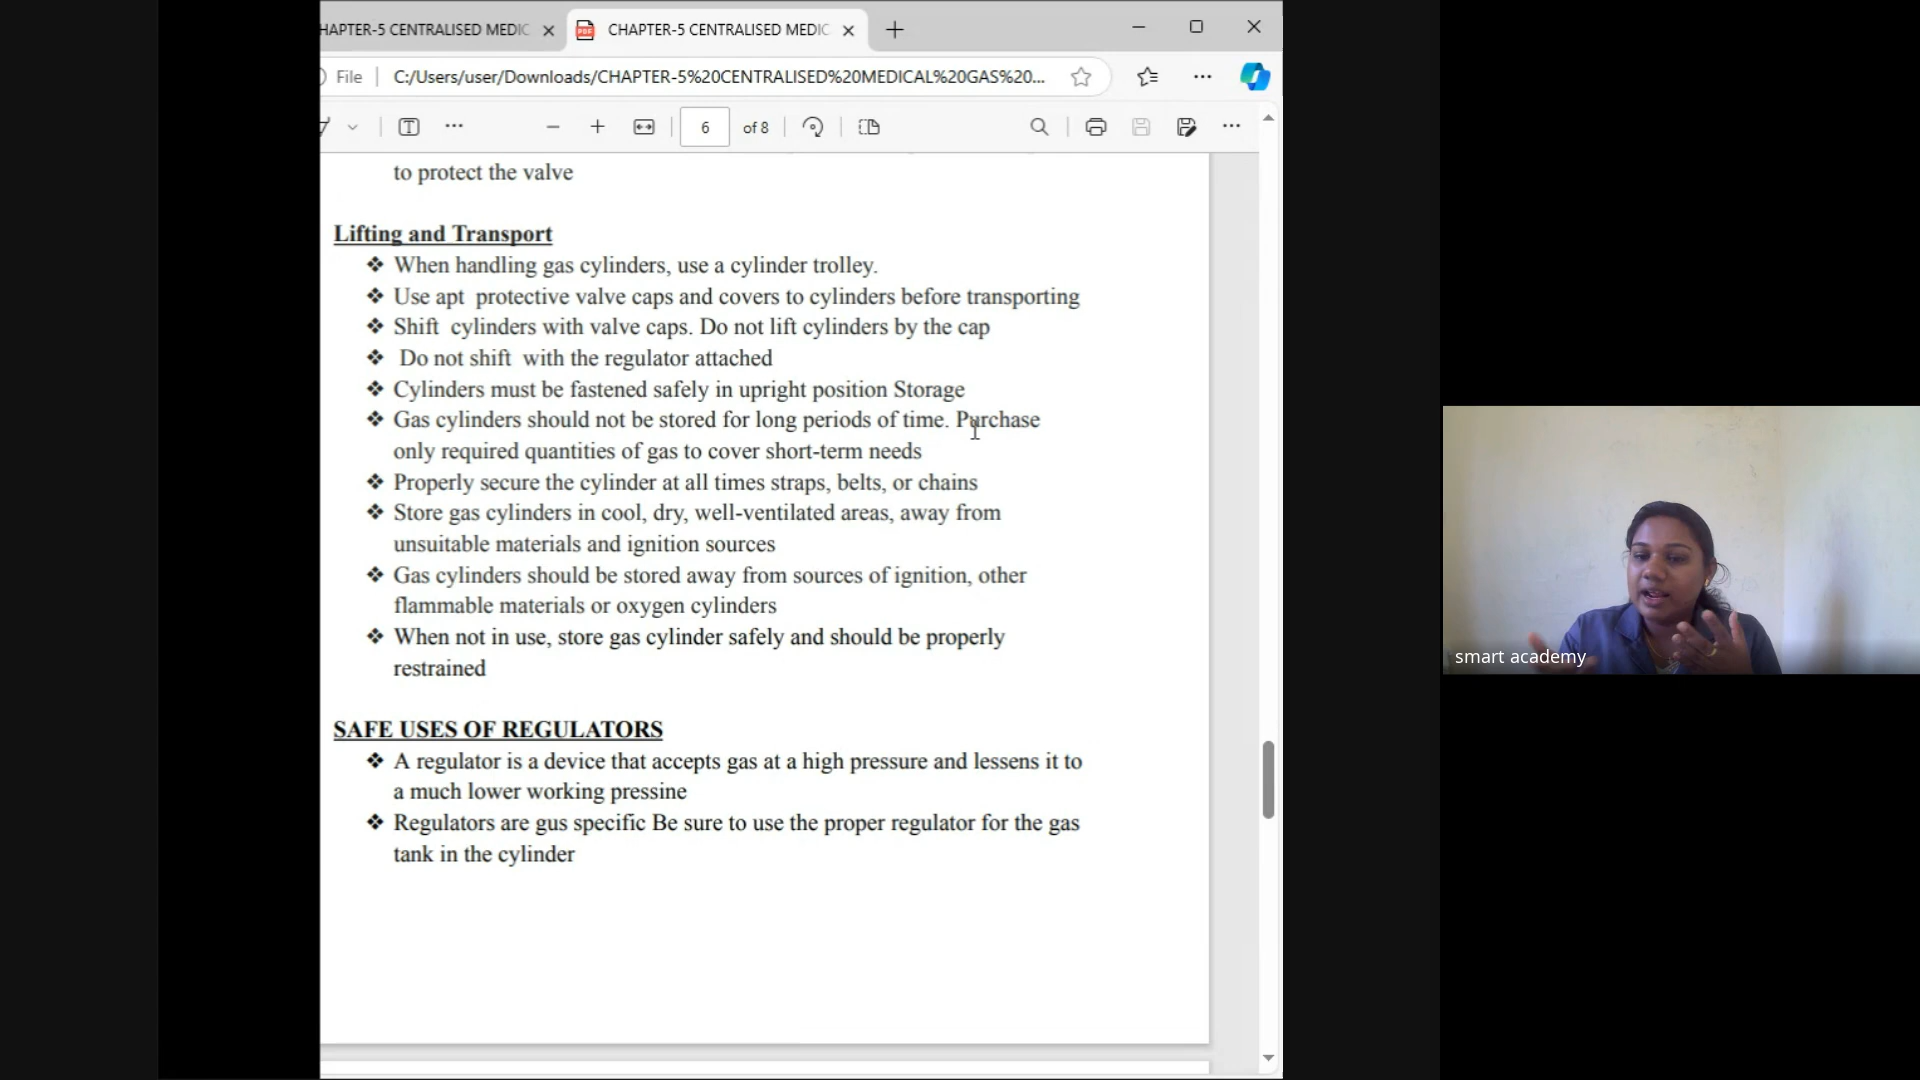 HAPTER-5 CENTRALISED MEDIC
CHAPTER-5 CENTRALISED MEDIC
File
C:/Users/user/Downloads/CHAPTER-5%20CENTRALISED%20MEDICAL%20GAS%20...
6 of 8
to protect the valve
Lifting and Transport
❖ When handling gas cylinders, use a cylinder trolley.
❖ Use apt protective valve caps and covers to cylinders before transporting
❖ Shift cylinders with valve caps. Do not lift cylinders by the cap
❖ Do not shift with the regulator attached
❖ Cylinders must be fastened safely in upright position Storage
❖ Gas cylinders should not be stored for long periods of time. Purchase
only required quantities of gas to cover short-term needs
❖ Properly secure the cylinder at all times straps, belts, or chains
❖ Store gas cylinders in cool, dry, well-ventilated areas, away from
unsuitable materials and ignition sources
❖ Gas cylinders should be stored away from sources of ignition, other
flammable materials or oxygen cylinders
❖ When not in use, store gas cylinder safely and should be properly
restrained
SAFE USES OF REGULATORS
❖ A regulator is a device that accepts gas at a high pressure and lessens it to
a much lower working pressine
❖ Regulators are gus specific Be sure to use the proper regulator for the gas
tank in the cylinder
smart academy